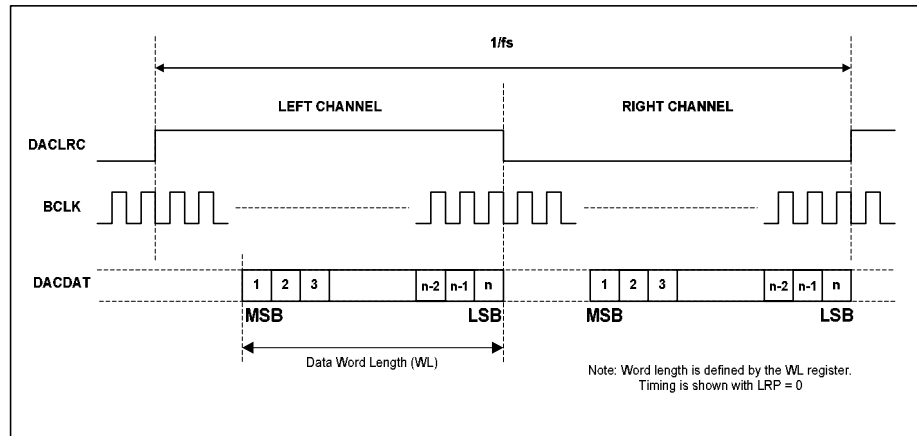 1/fs
LEFT CHANNEL RIGHT CHANNEL
DACLRC
BCLK
DACDAT 1 2 3 n-2 n-1 n 1 2 3 n-2 n-1 n
MSB LSB MSB LSB
Data Word Length (WL)
Note: Word length is defined by the WL register.
Timing is shown with LRP = 0